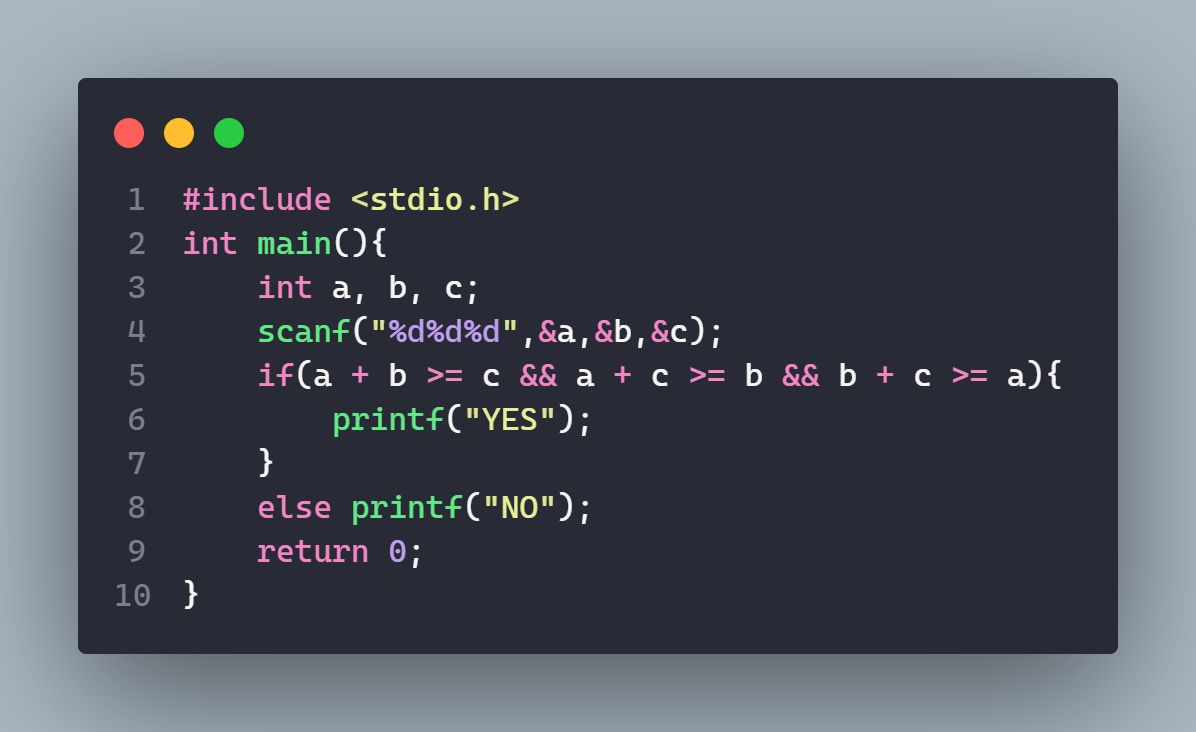 1 #include <stdio.h>
2 int main(){
3     int a, b, c;
4     scanf("%d%d%d",&a,&b,&c);
5     if(a + b >= c && a + c >= b && b + c >= a){
6         printf("YES");
7     }
8     else printf("NO");
9     return 0;
10 }